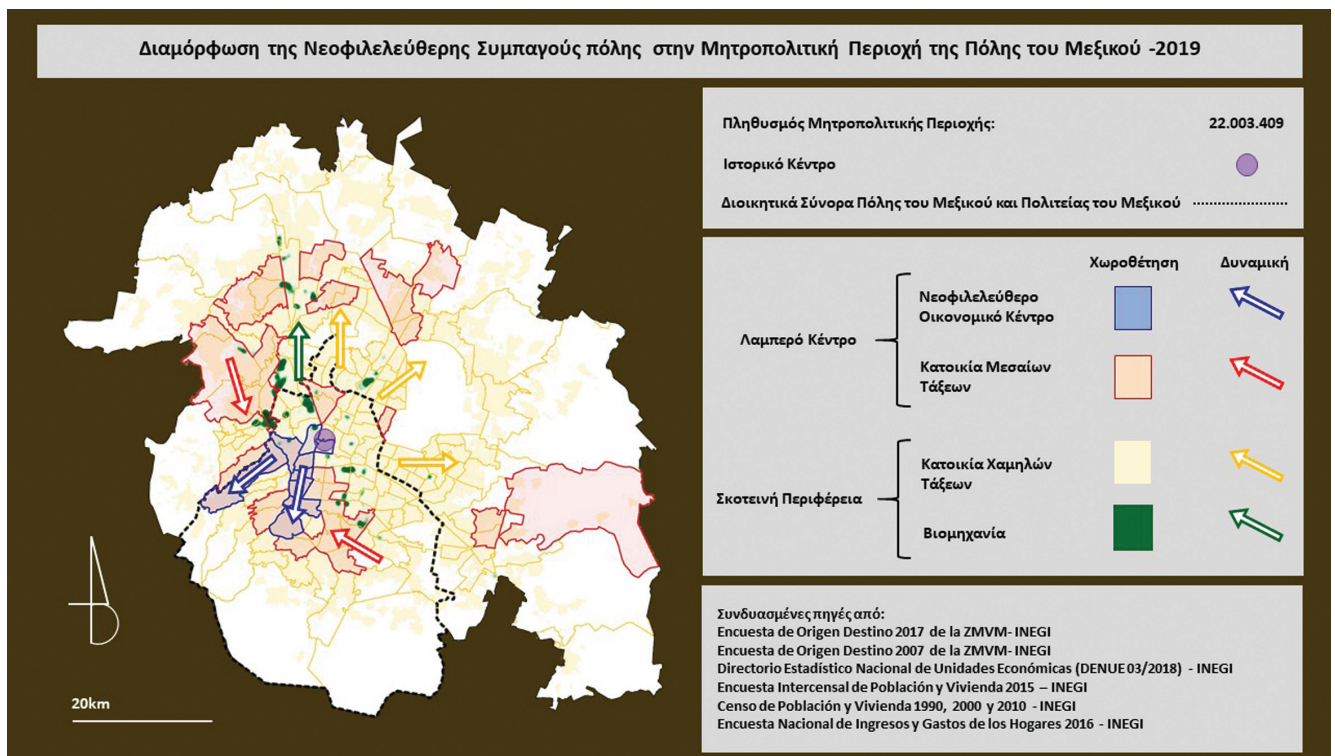 Διαμόρφωση της Νεοφιλελεύθερης Συμπαγούς πόλης στην Μητροπολιτική Περιοχή της Πόλης του Μεξικού -2019
Πληθυσμός Μητροπολιτικής Περιοχής: 22.003.409
Ιστορικό Κέντρο
Διοικητικά Σύνορα Πόλης του Μεξικού και Πολιτείας του Μεξικού
Χωροθέτηση Δυναμική
Λαμπερό Κέντρο
Νεοφιλελεύθερο
Οικονομικό Κέντρο
Κατοικία Μεσαίων
Τάξεων
Σκοτεινή Περιφέρεια
Κατοικία Χαμηλών
Τάξεων
Βιομηχανία
20km
Συνδυασμένες πηγές από:
Encuesta de Origen Destino 2017 de la ZMVM- INEGI
Encuesta de Origen Destino 2007 de la ZMVM- INEGI
Directorio Estadístico Nacional de Unidades Económicas (DENUE 03/2018) - INEGI
Encuesta Intercensal de Población y Vivienda 2015 – INEGI
Censo de Población y Vivienda 1990, 2000 y 2010 - INEGI
Encuesta Nacional de Ingresos y Gastos de los Hogares 2016 - INEGI